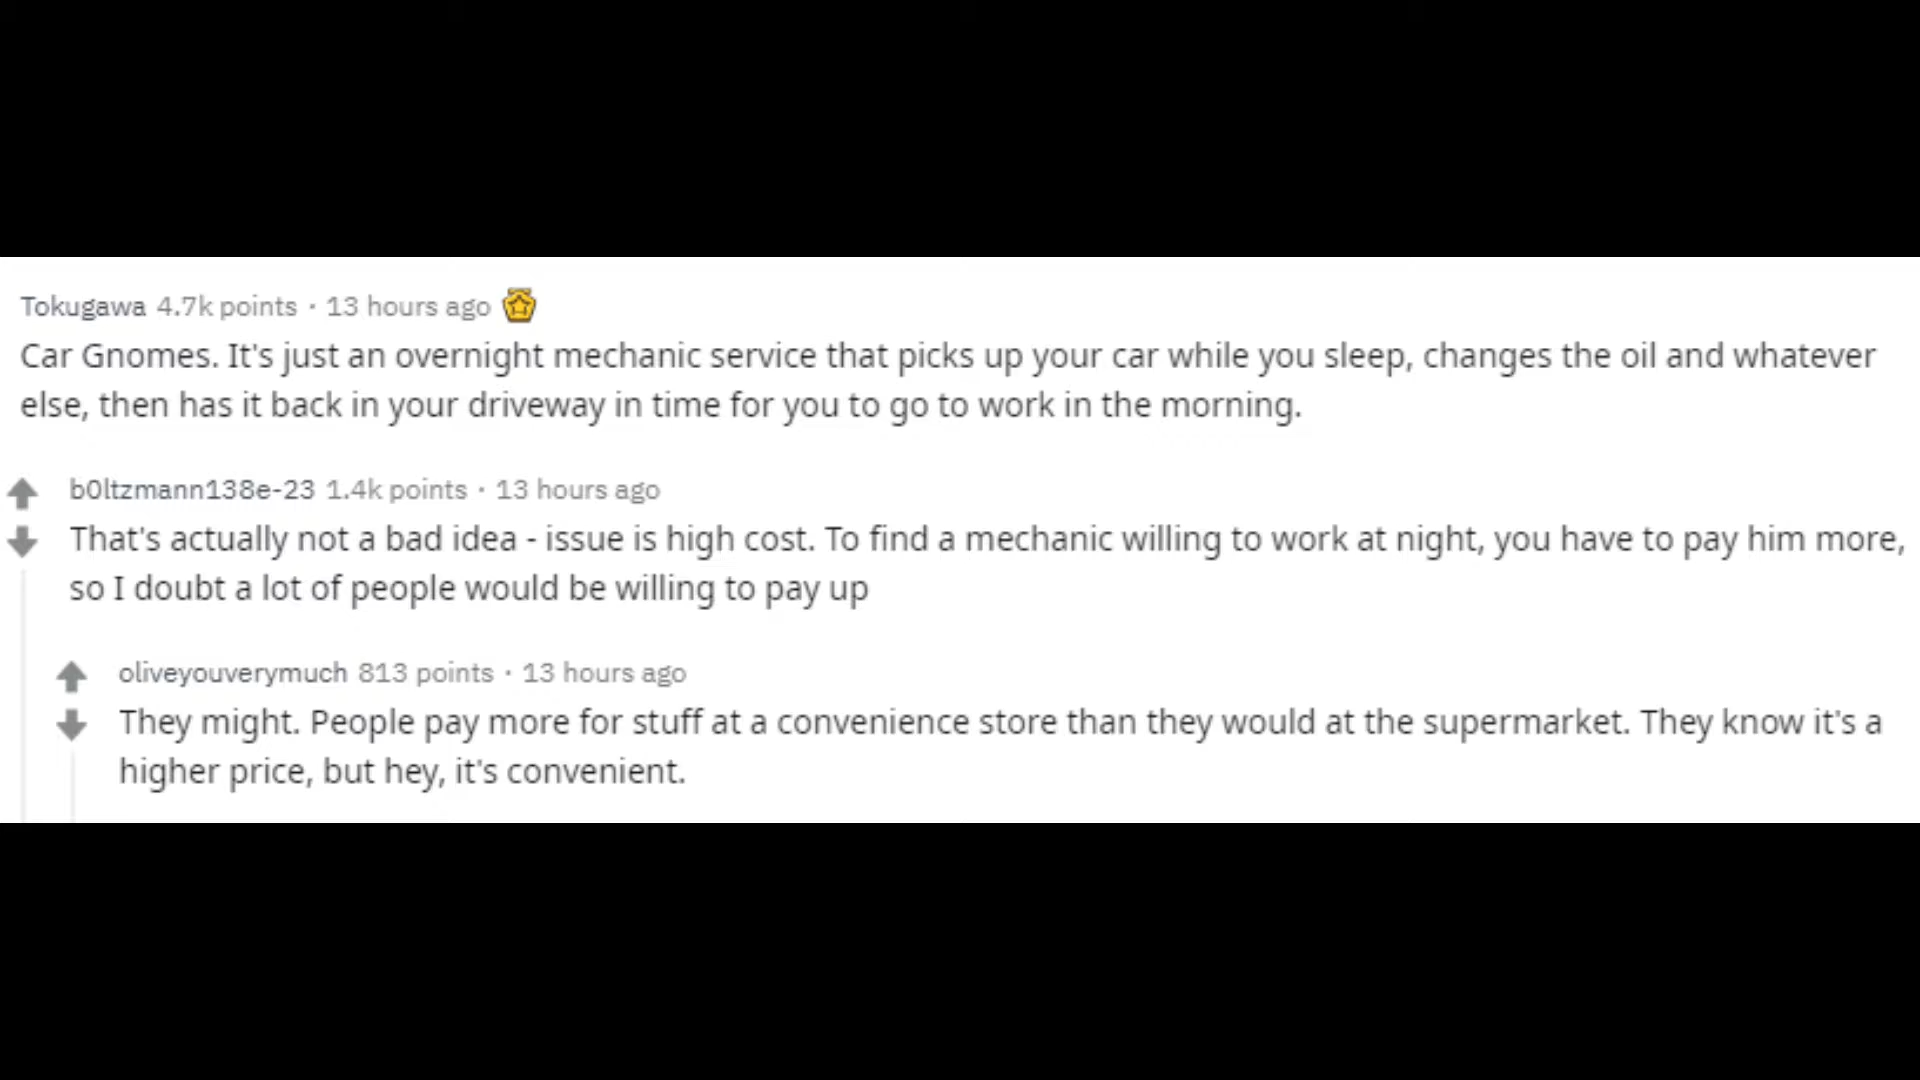 Tokugawa 4.7k points · 13 hours ago
Car Gnomes. It's just an overnight mechanic service that picks up your car while you sleep, changes the oil and whatever
else, then has it back in your driveway in time for you to go to work in the morning.
b0ltzmann138e-23 1.4k points · 13 hours ago
That's actually not a bad idea - issue is high cost. To find a mechanic willing to work at night, you have to pay him more,
so I doubt a lot of people would be willing to pay up
oliveyouverymuch 813 points · 13 hours ago
They might. People pay more for stuff at a convenience store than they would at the supermarket. They know it's a
higher price, but hey, it's convenient.